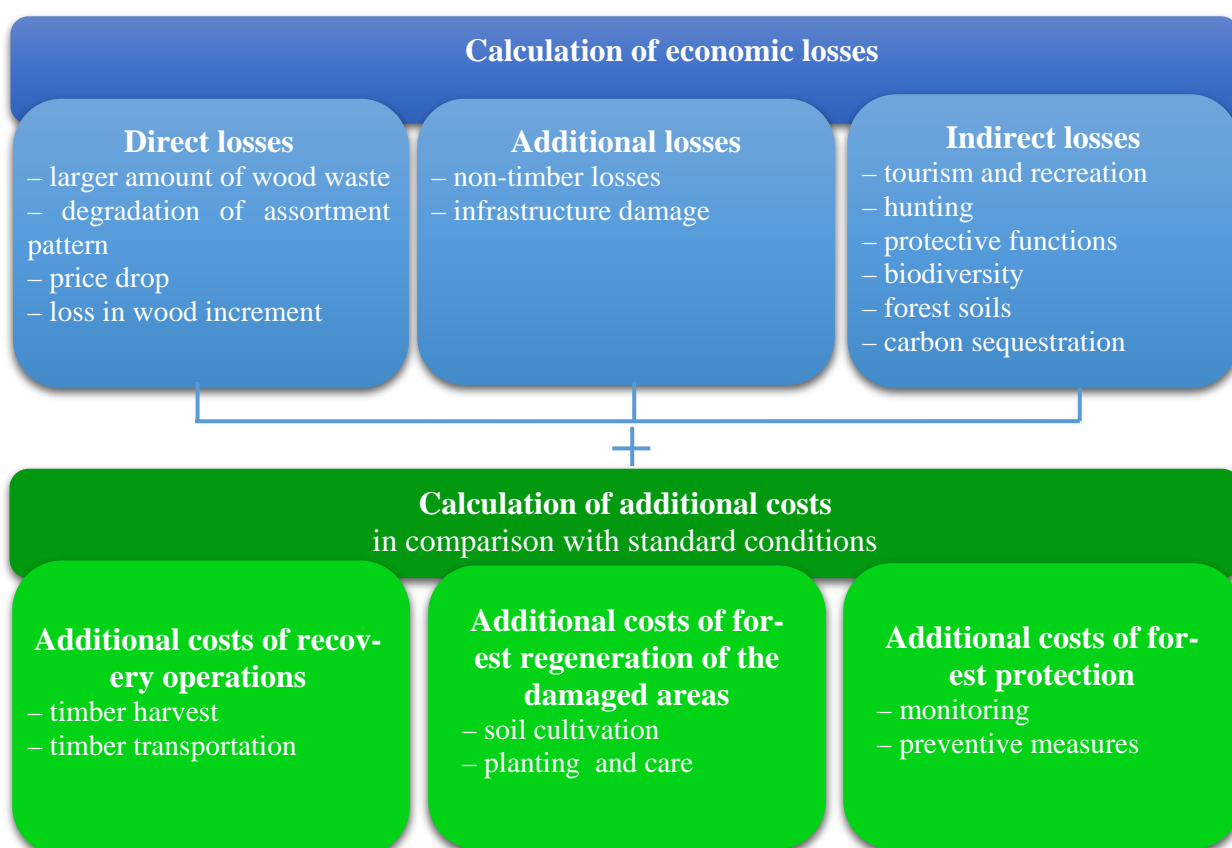 Calculation of economic losses
Direct losses
– larger amount of wood waste
– degradation of assortment
pattern
– price drop
– loss in wood increment
Additional losses
– non-timber losses
– infrastructure damage
Indirect losses
– tourism and recreation
– hunting
– protective functions
– biodiversity
– forest soils
– carbon sequestration
Calculation of additional costs
in comparison with standard conditions
Additional costs of recov-
ery operations
– timber harvest
– timber transportation
Additional costs of for-
est regeneration of the
damaged areas
– soil cultivation
– planting and care
Additional costs of for-
est protection
– monitoring
– preventive measures